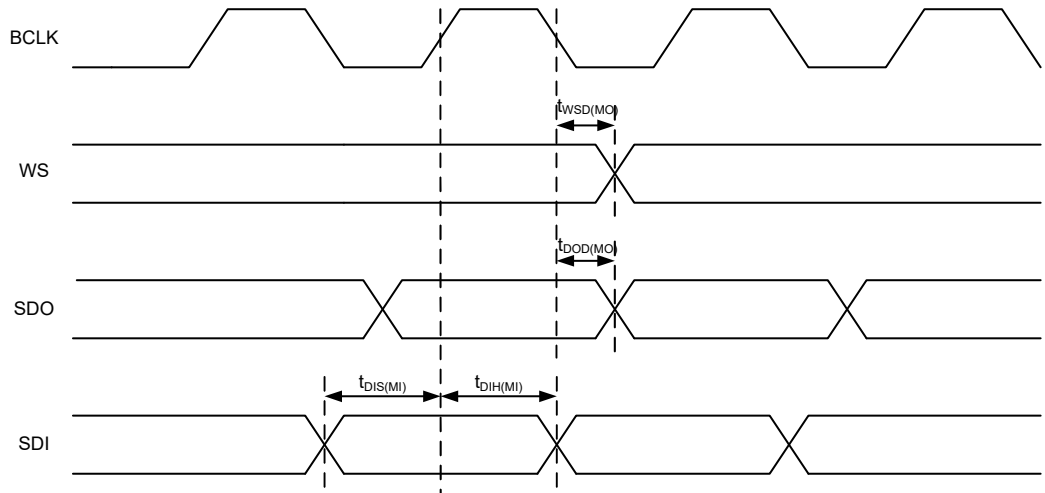 BCLK
tWSD(MO)
WS
tDOD(MO)
SDO
tDIS(MI) tDIH(MI)
SDI